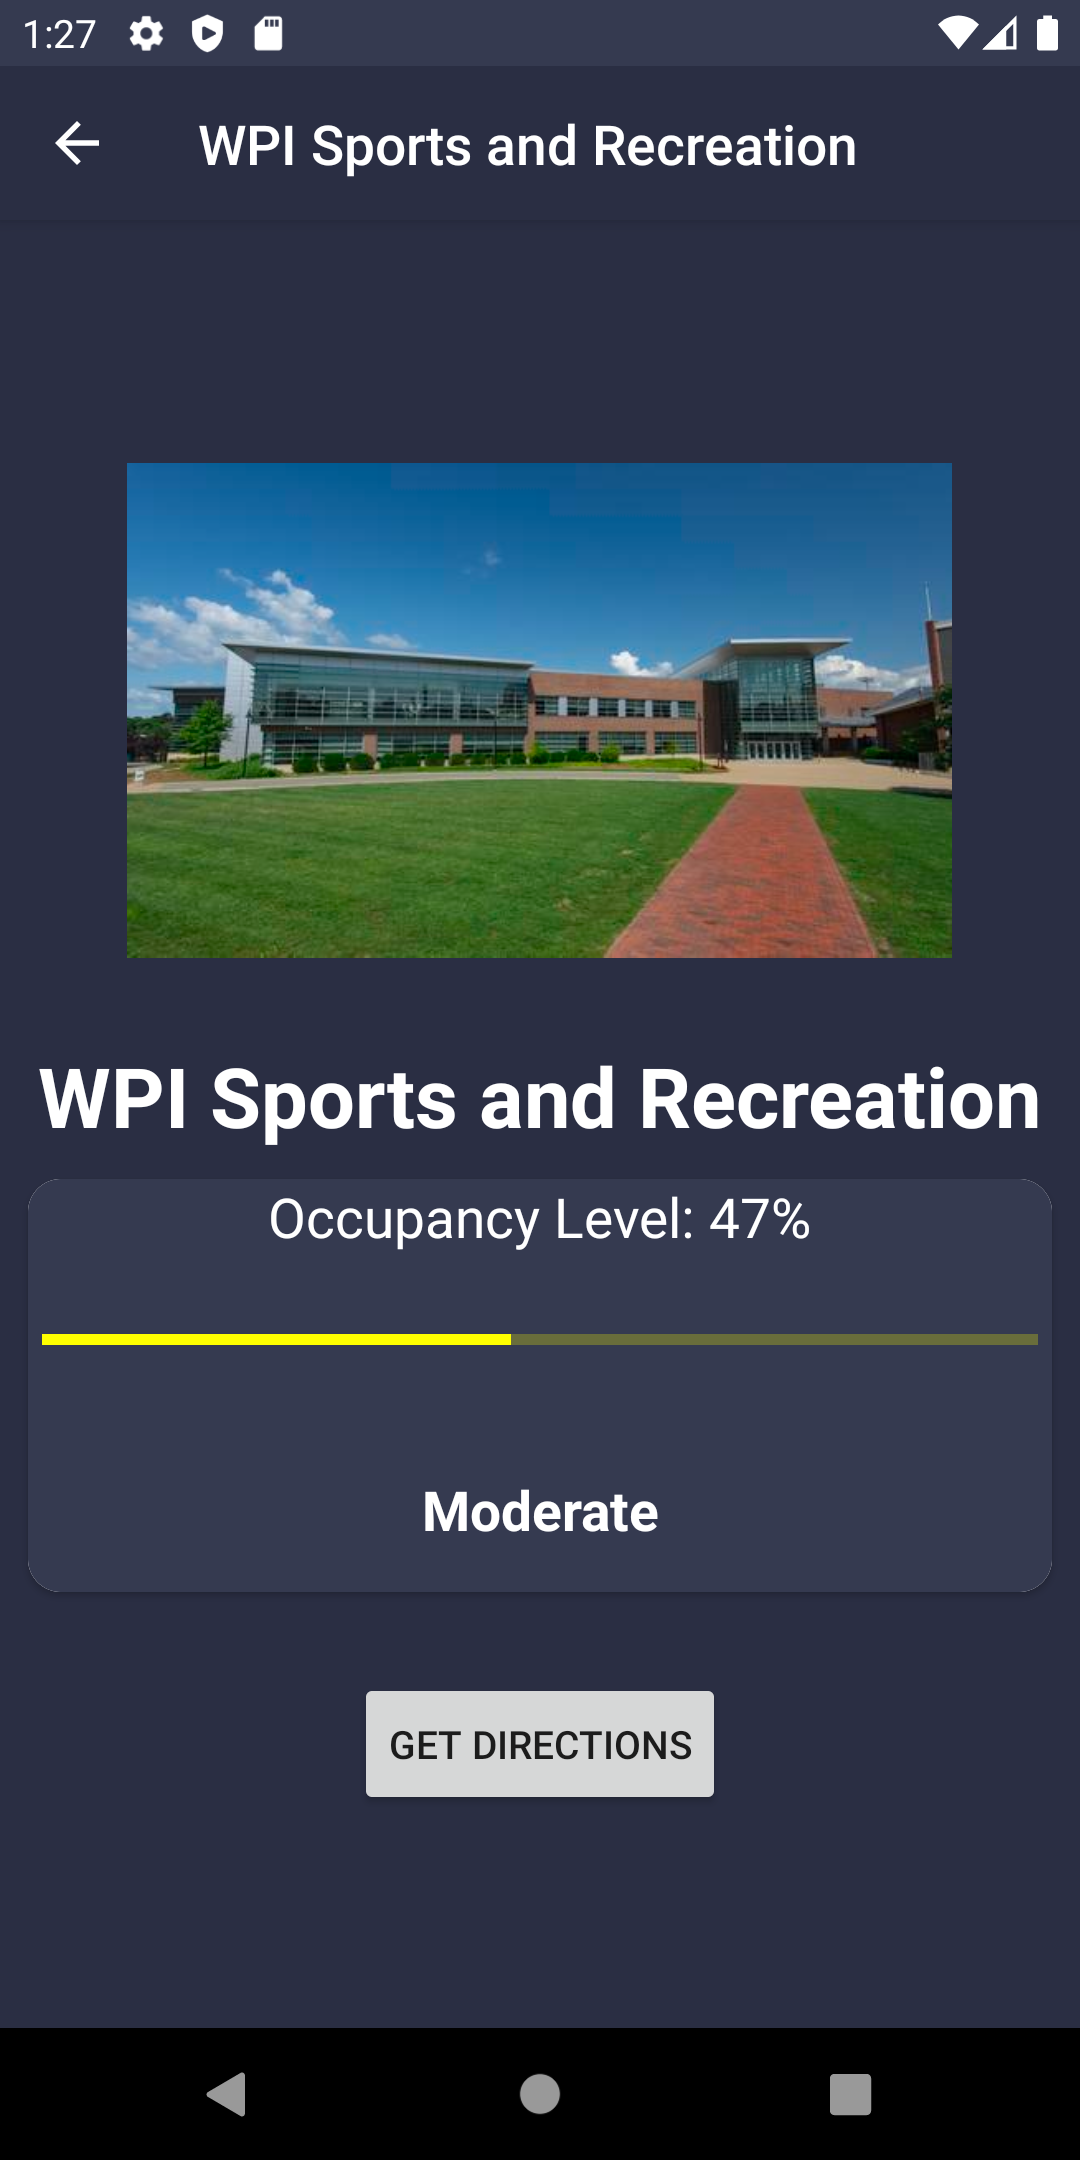 1:27
WPI Sports and Recreation
WPI Sports and Recreation
Occupancy Level: 47%
Moderate
GET DIRECTIONS